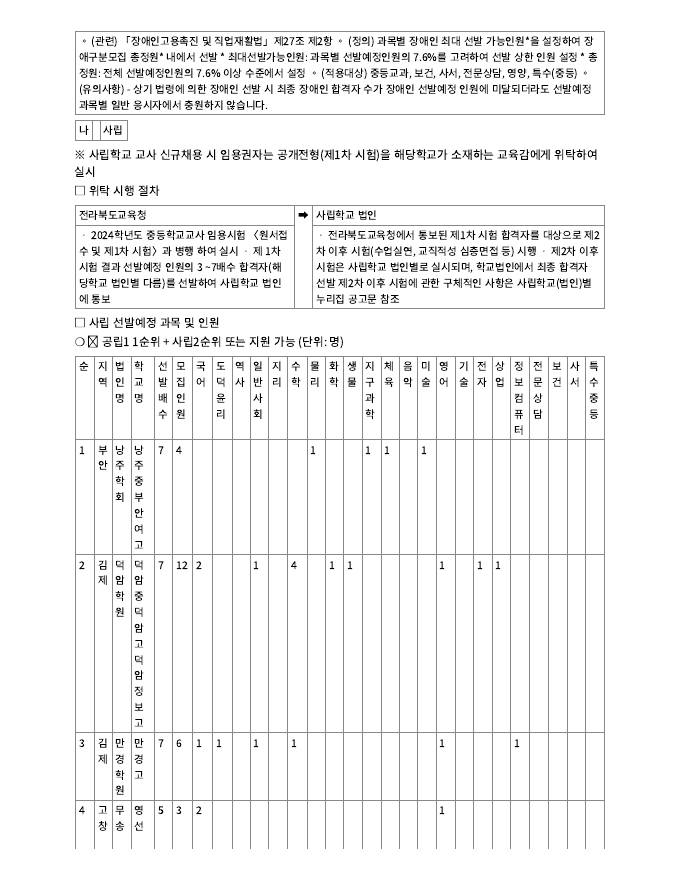 ◦ (관련) 「장애인고용촉진 및 직업재활법」 제27조 제2항 ◦ (정의) 과목별 장애인 최대 선발 가능인원*을 설정하여 장
애구분모집 총정원* 내에서 선발 * 최대선발가능인원: 과목별 선발예정인원의 7.6%를 고려하여 선발 상한 인원 설정 * 총
정원: 전체 선발예정인원의 7.6% 이상 수준에서 설정 ◦ (적용대상) 중등교과, 보건, 사서, 전문상담, 영양, 특수(중등) ◦
(유의사항) - 상기 법령에 의한 장애인 선발 시 최종 장애인 합격자 수가 장애인 선발예정 인원에 미달되더라도 선발예정
과목별 일반 응시자에서 충원하지 않습니다.
나 사립
※ 사립학교 교사 신규채용 시 임용권자는 공개전형(제1차 시험)을 해당학교가 소재하는 교육감에게 위탁하여
실시
□ 위탁 시행 절차
전라북도교육청 ➡ 사립학교 법인
‧ 2024학년도 중등학교교사 임용시험 〈원서접
수 및 제1차 시험〉과 병행 하여 실시 ‧ 제 1차
시험 결과 선발예정 인원의 3 ~7배수 합격자(해
당학교 법인별 다름)를 선발하여 사립학교 법인
에 통보
‧ 전라북도교육청에서 통보된 제1차 시험 합격자를 대상으로 제2
차 이후 시험(수업실연, 교직적성 심층면접 등) 시행 ‧ 제2차 이후
시험은 사립학교 법인별로 실시되며, 학교법인에서 최종 합격자
선발 제2차 이후 시험에 관한 구체적인 사항은 사립학교(법인)별
누리집 공고문 참조
□ 사립 선발예정 과목 및 인원
❍ ☒ 공립1 1순위 + 사립2순위 또는 지원 가능 (단위: 명)
순 지역 법인명 학교명 선발배수 모집인원 국어 도덕윤리 역사 일반사회 지리 수학 물리 화학 생물 지구과학 체육 음악 미술 영어 기술 전자 상업 정보컴퓨터 전문상담 보건 사서 특수중등
1 부안 낭주학회 낭주중부안여고 7 4 1 1 1 1
2 김제 덕암학원 덕암중덕암고덕암정보고 7 12 2 1 4 1 1 1 1 1
3 김제 만경학원 만경고 7 6 1 1 1 1 1 1
4 고창 무송 영선 5 3 2 1